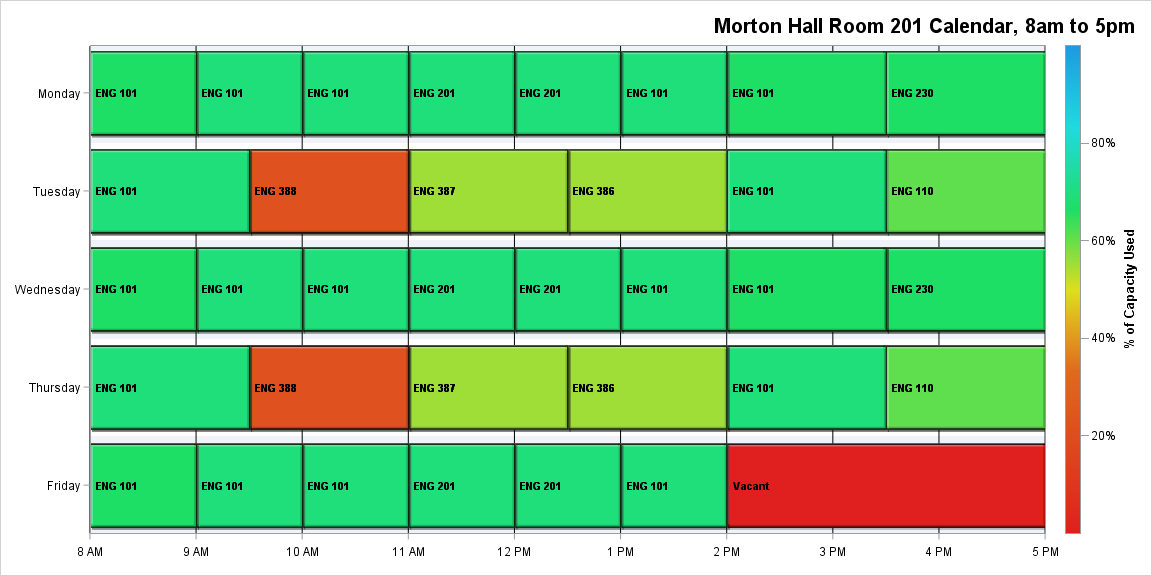 Morton Hall Room 201 Calendar, 8am to 5pm
Monday ENG 101 ENG 101 ENG 101 ENG 201 ENG 201 ENG 101 ENG 101 ENG 230
Tuesday ENG 101 ENG 388 ENG 387 ENG 386 ENG 101 ENG 110
Wednesday ENG 101 ENG 101 ENG 101 ENG 201 ENG 201 ENG 101 ENG 101 ENG 230
Thursday ENG 101 ENG 388 ENG 387 ENG 386 ENG 101 ENG 110
Friday ENG 101 ENG 101 ENG 101 ENG 201 ENG 201 ENG 101 Vacant
8 AM 9 AM 10 AM 11 AM 12 PM 1 PM 2 PM 3 PM 4 PM 5 PM
80%
60%
40%
20%
% of Capacity Used